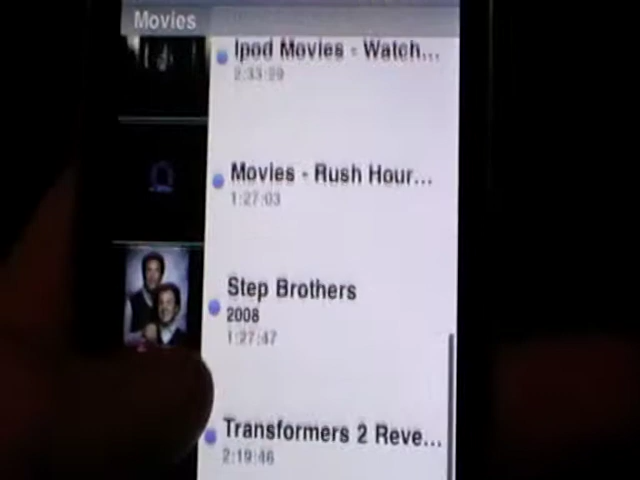 Movies
Ipod Movies - Watch...
2:33:29
Movies - Rush Hour...
1:27:03
Step Brothers
2008
1:27:47
Transformers 2 Reve...
2:19:46